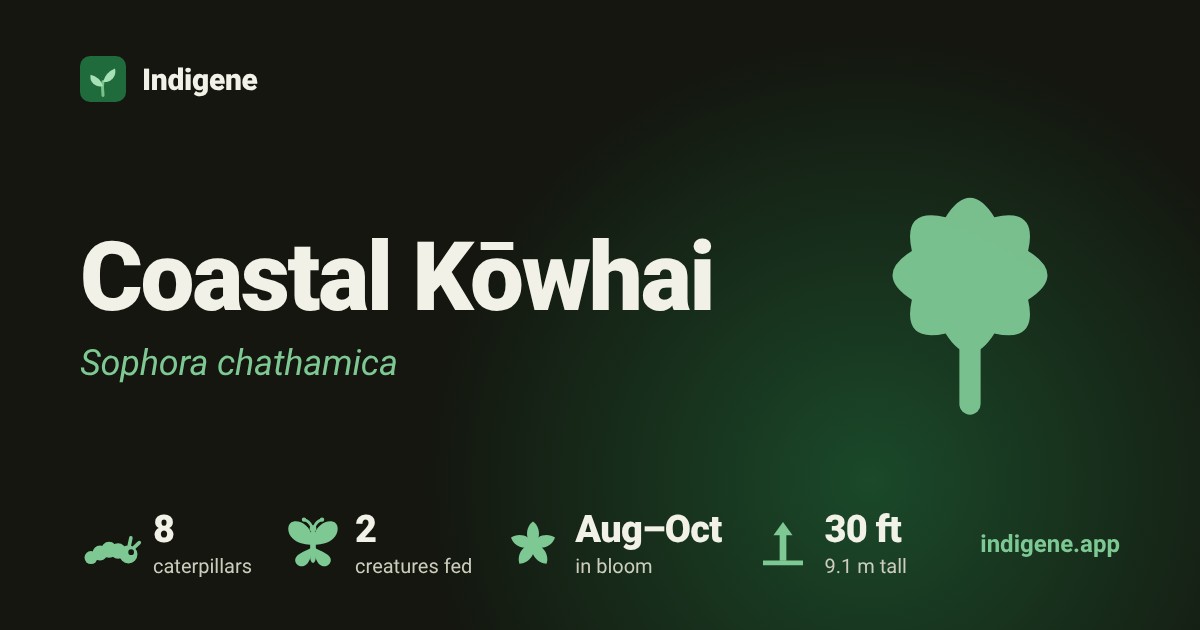 Indigene
Coastal Kōwhai
Sophora chathamica
8
caterpillars
2
creatures fed
Aug–Oct
in bloom
30 ft
9.1 m tall
indigene.app